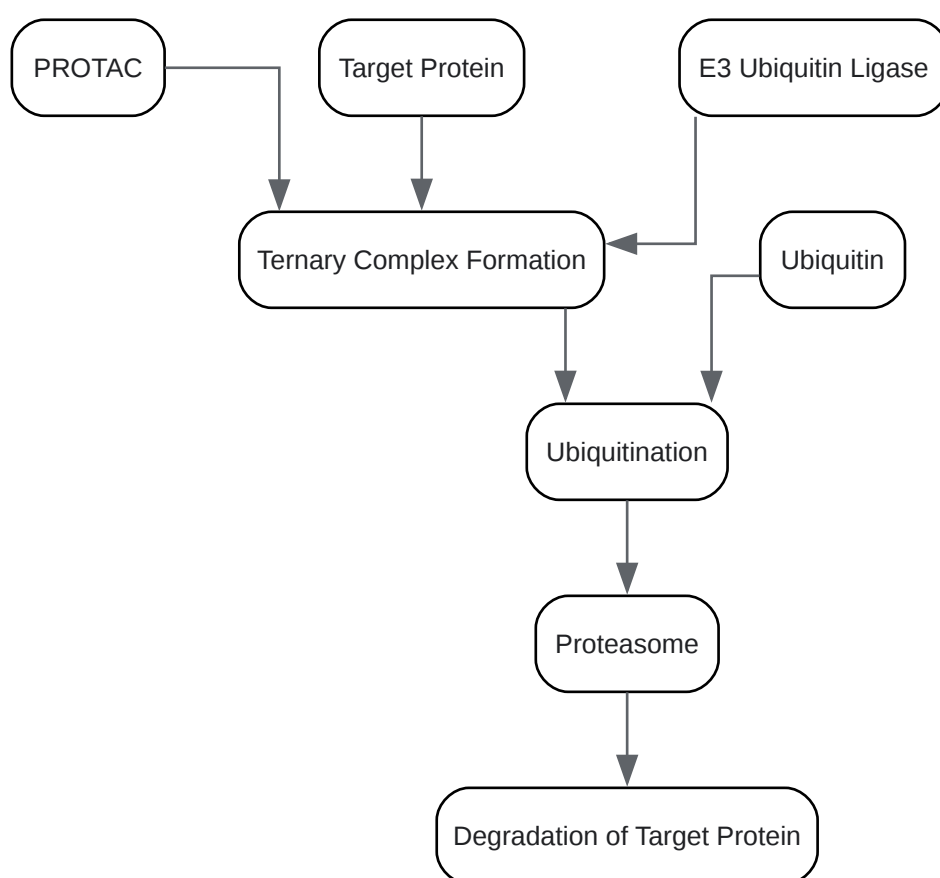 PROTAC
Target Protein
E3 Ubiquitin Ligase
Ternary Complex Formation
Ubiquitin
Ubiquitination
Proteasome
Degradation of Target Protein